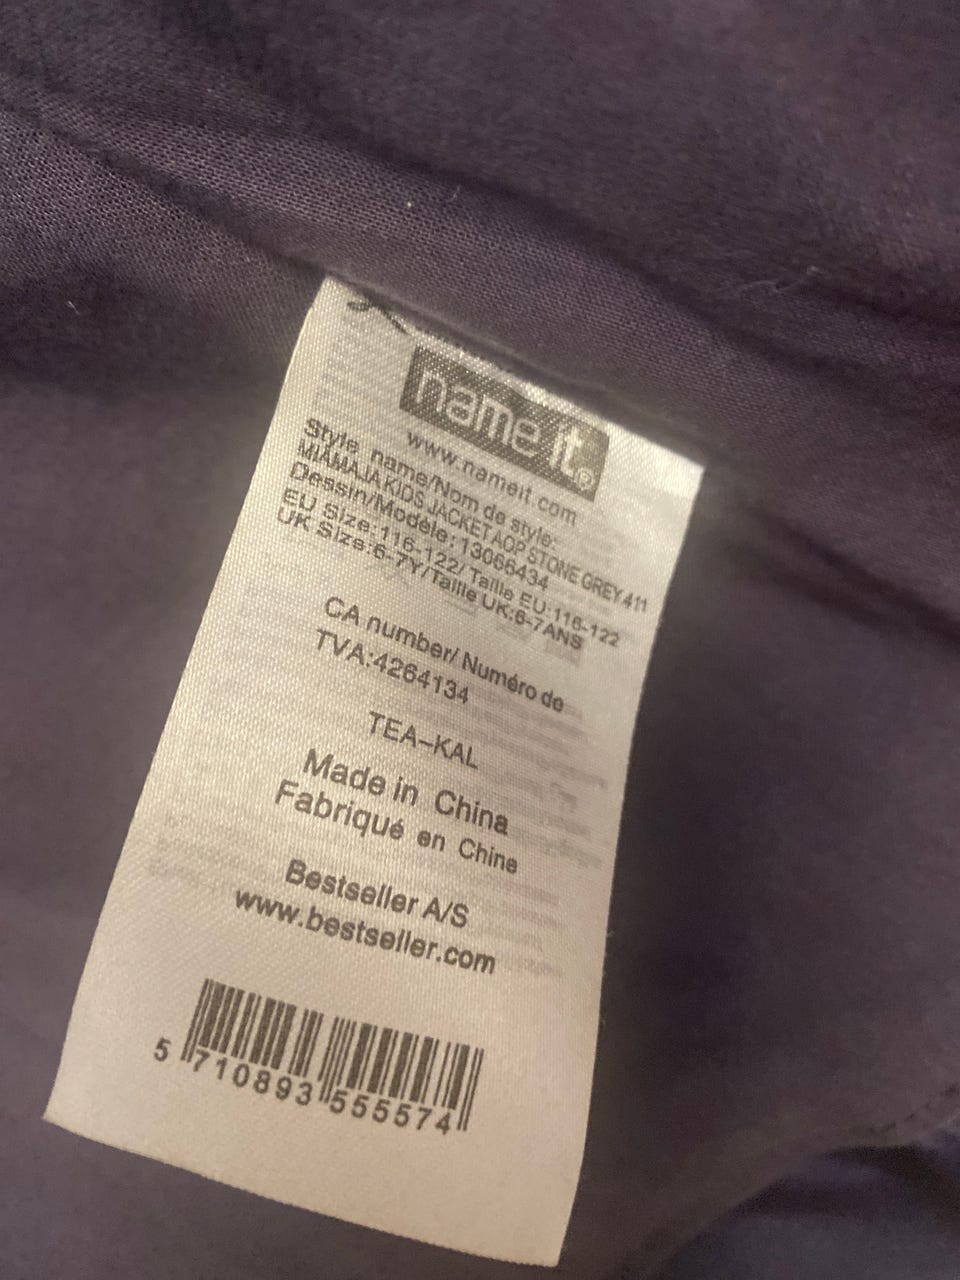 name it®
www.nameit.com
Style name/Nom de style:
MIAMAJA KIDS JACKET AOP STONE GREY.411
Dessin/Modèle: 13066434
EU Size:116-122/ Taille EU:116-122
UK Size:6-7Y/Taille UK:6-7ANS
CA number/ Numéro de
TVA:4264134
TEA-KAL
Made in China
Fabriqué en Chine
Bestseller A/S
www.bestseller.com
5 710893 555574